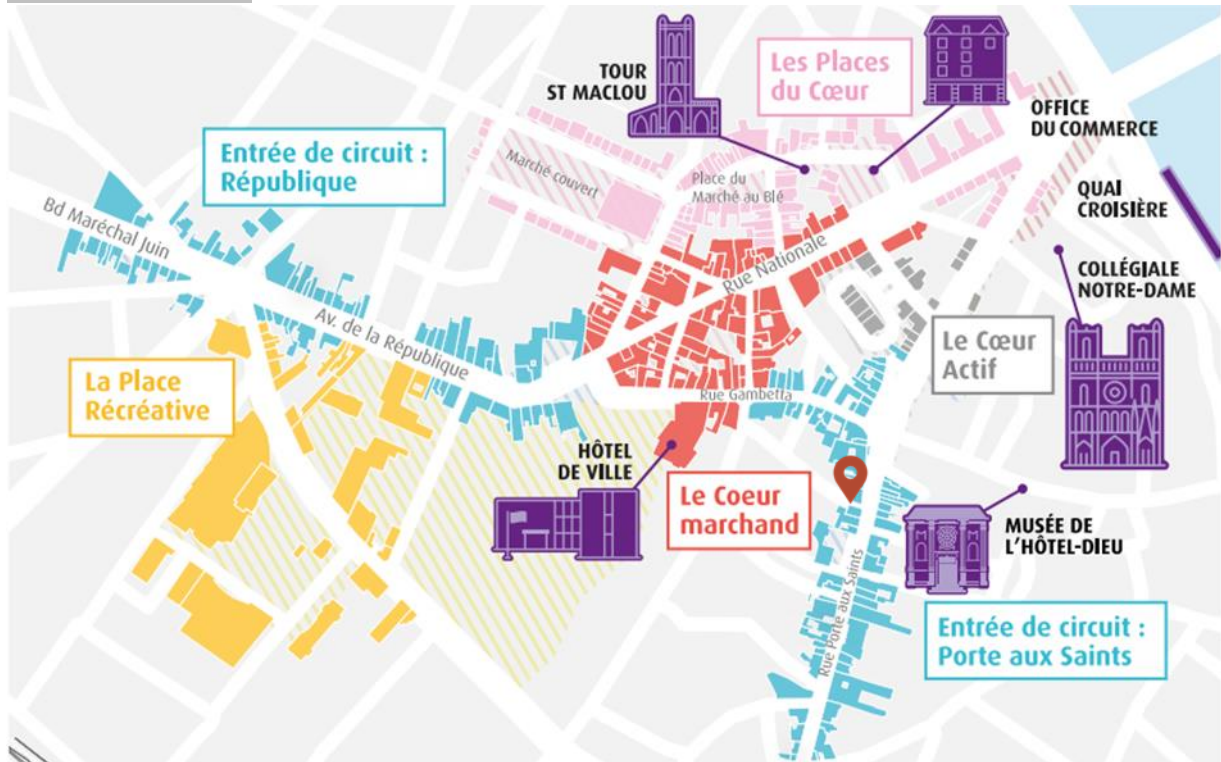 TOUR
ST MACLOU
Les Places
du Cœur
OFFICE
DU COMMERCE
Entrée de circuit :
République
Marché couvert
Place du
Marché au Blé
QUAI
CROISIÈRE
Bd Maréchal Juin
Rue Nationale
COLLÉGIALE
NOTRE-DAME
Av. de la République
Le Cœur
Actif
La Place
Récréative
Rue Gambetta
HÔTEL
DE VILLE
Le Coeur
marchand
MUSÉE DE
L'HÔTEL-DIEU
Rue Porte aux Saints
Entrée de circuit :
Porte aux Saints